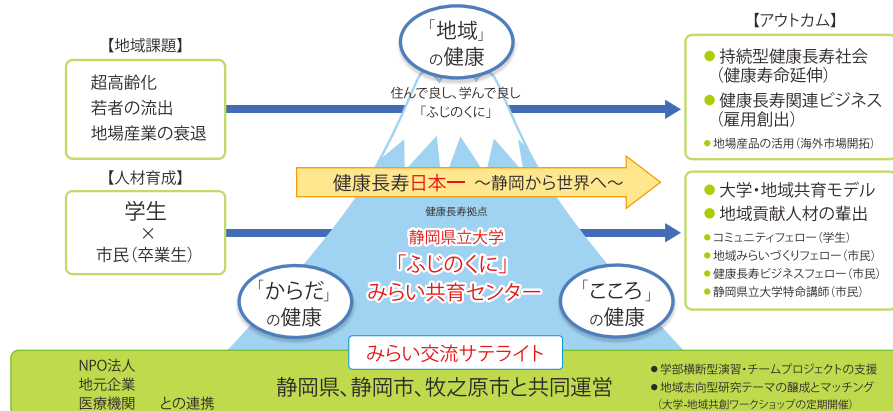 【地域課題】
超高齢化
若者の流出
地場産業の衰退
【人材育成】
学生
×
市民(卒業生)
「地域」
の健康
住んで良し、学んで良し
「ふじのくに」
健康長寿日本一 ～静岡から世界へ～
健康長寿拠点
静岡県立大学
「ふじのくに」
みらい共育センター
「からだ」
の健康
「こころ」
の健康
【アウトカム】
● 持続型健康長寿社会
(健康寿命延伸)
● 健康長寿関連ビジネス
(雇用創出)
● 地場産品の活用(海外市場開拓)
● 大学・地域共育モデル
● 地域貢献人材の輩出
● コミュニティフェロー(学生)
● 地域みらいづくりフェロー(市民)
● 健康長寿ビジネスフェロー(市民)
● 静岡県立大学特命講師(市民)
みらい交流サテライト
NPO法人
地元企業
医療機関 との連携
静岡県、静岡市、牧之原市と共同運営
● 学部横断型演習・チームプロジェクトの支援
● 地域志向型研究テーマの醸成とマッチング
(大学-地域共創ワークショップの定期開催)